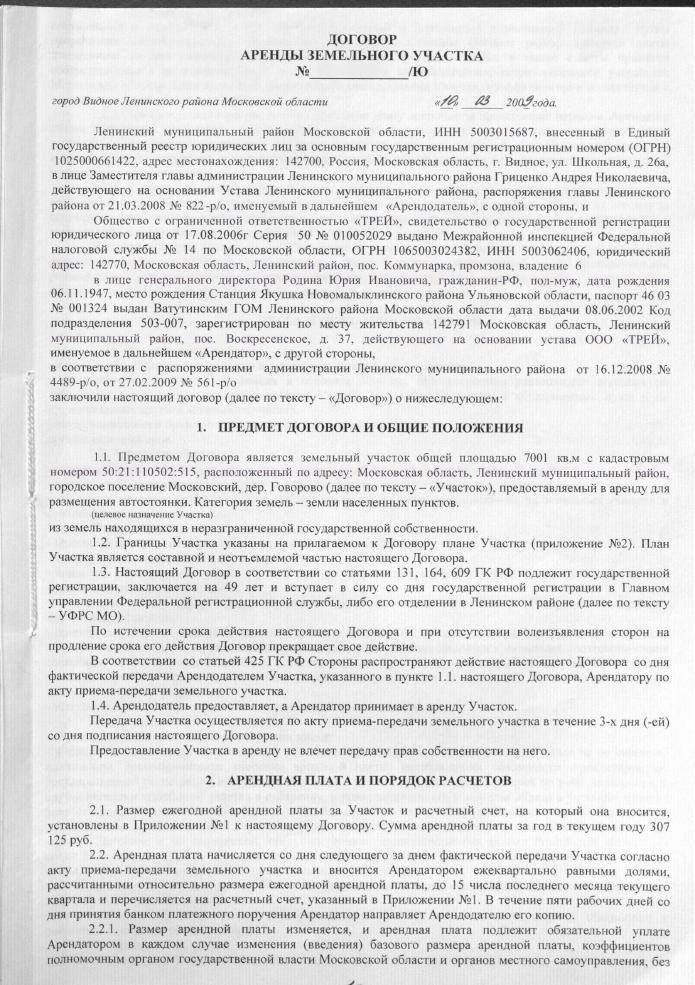 ДОГОВОР
АРЕНДЫ ЗЕМЕЛЬНОГО УЧАСТКА
№______________/Ю
город Видное Ленинского района Московской области «10» 03 2009года.
Ленинский муниципальный район Московской области, ИНН 5003015687, внесенный в Единый
государственный реестр юридических лиц за основным государственным регистрационным номером (ОГРН)
1025000661422, адрес местонахождения: 142700, Россия, Московская область, г. Видное, ул. Школьная, д. 26а,
в лице Заместителя главы администрации Ленинского муниципального района Гриценко Андрея Николаевича,
действующего на основании Устава Ленинского муниципального района, распоряжения главы Ленинского
района от 21.03.2008 № 822-р/о, именуемый в дальнейшем «Арендодатель», с одной стороны, и
Общество с ограниченной ответственностью «ТРЕЙ», свидетельство о государственной регистрации
юридического лица от 17.08.2006г Серия 50 № 010052029 выдано Межрайонной инспекцией Федеральной
налоговой службы № 14 по Московской области, ОГРН 1065003024382, ИНН 5003062406, юридический
адрес: 142770, Московская область, Ленинский район, пос. Коммунарка, промзона, владение 6
в лице генерального директора Родина Юрия Ивановича, гражданин-РФ, пол-муж, дата рождения
06.11.1947, место рождения Станция Якушка Новомалыклинского района Ульяновской области, паспорт 46 03
№ 001324 выдан Ватутинским ГОМ Ленинского района Московской области дата выдачи 08.06.2002 Код
подразделения 503-007, зарегистрирован по месту жительства 142791 Московская область, Ленинский
муниципальный район, пос. Воскресенское, д. 37, действующего на основании устава ООО «ТРЕЙ»,
именуемое в дальнейшем «Арендатор», с другой стороны,
в соответствии с распоряжениями администрации Ленинского муниципального района от 16.12.2008 №
4489-р/о, от 27.02.2009 № 561-р/о
заключили настоящий договор (далее по тексту – «Договор») о нижеследующем:
1. ПРЕДМЕТ ДОГОВОРА И ОБЩИЕ ПОЛОЖЕНИЯ
1.1. Предметом Договора является земельный участок общей площадью 7001 кв.м с кадастровым
номером 50:21:110502:515, расположенный по адресу: Московская область, Ленинский муниципальный район,
городское поселение Московский, дер. Говорово (далее по тексту – «Участок»), предоставляемый в аренду для
размещения автостоянки. Категория земель – земли населенных пунктов.
(целевое назначение Участка)
из земель находящихся в неразграниченной государственной собственности.
1.2. Границы Участка указаны на прилагаемом к Договору плане Участка (приложение №2). План
Участка является составной и неотъемлемой частью настоящего Договора.
1.3. Настоящий Договор в соответствии со статьями 131, 164, 609 ГК РФ подлежит государственной
регистрации, заключается на 49 лет и вступает в силу со дня государственной регистрации в Главном
управлении Федеральной регистрационной службы, либо его отделении в Ленинском районе (далее по тексту
– УФРС МО).
По истечении срока действия настоящего Договора и при отсутствии волеизъявления сторон на
продление срока его действия Договор прекращает свое действие.
В соответствии со статьей 425 ГК РФ Стороны распространяют действие настоящего Договора со дня
фактической передачи Арендодателем Участка, указанного в пункте 1.1. настоящего Договора, Арендатору по
акту приема-передачи земельного участка.
1.4. Арендодатель предоставляет, а Арендатор принимает в аренду Участок.
Передача Участка осуществляется по акту приема-передачи земельного участка в течение 3-х дня (-ей)
со дня подписания настоящего Договора.
Предоставление Участка в аренду не влечет передачу прав собственности на него.
2. АРЕНДНАЯ ПЛАТА И ПОРЯДОК РАСЧЕТОВ
2.1. Размер ежегодной арендной платы за Участок и расчетный счет, на который она вносится,
установлены в Приложении №1 к настоящему Договору. Сумма арендной платы за год в текущем году 307
125 руб.
2.2. Арендная плата начисляется со дня следующего за днем фактической передачи Участка согласно
акту приема-передачи земельного участка и вносится Арендатором ежеквартально равными долями,
рассчитанными относительно размера ежегодной арендной платы, до 15 числа последнего месяца текущего
квартала и перечисляется на расчетный счет, указанный в Приложении №1. В течение пяти рабочих дней со
дня принятия банком платежного поручения Арендатор направляет Арендодателю его копию.
2.2.1. Размер арендной платы изменяется, и арендная плата подлежит обязательной уплате
Арендатором в каждом случае изменения (введения) базового размера арендной платы, коэффициентов
полномочным органом государственной власти Московской области и органов местного самоуправления, без